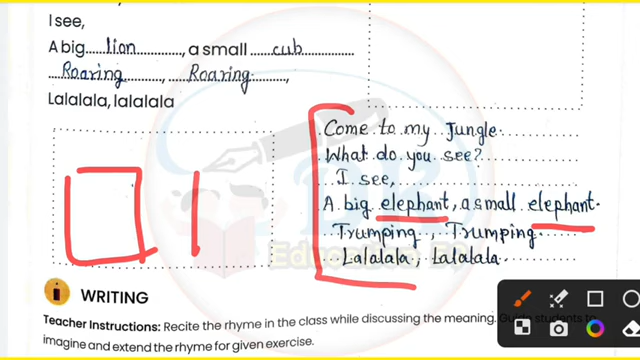 I see,
A big......lion............., a small....cub..............
....Roaring.........., ....Roaring..........,
Lalalala, lalalala
Come to my Jungle
What do you see?
I see,
A big elephant, a small elephant.
Trumping, Trumping
Lalalala, Lalalala
WRITING
Teacher Instructions: Recite the rhyme in the class while discussing the meaning. Guide students to
imagine and extend the rhyme for given exercise.